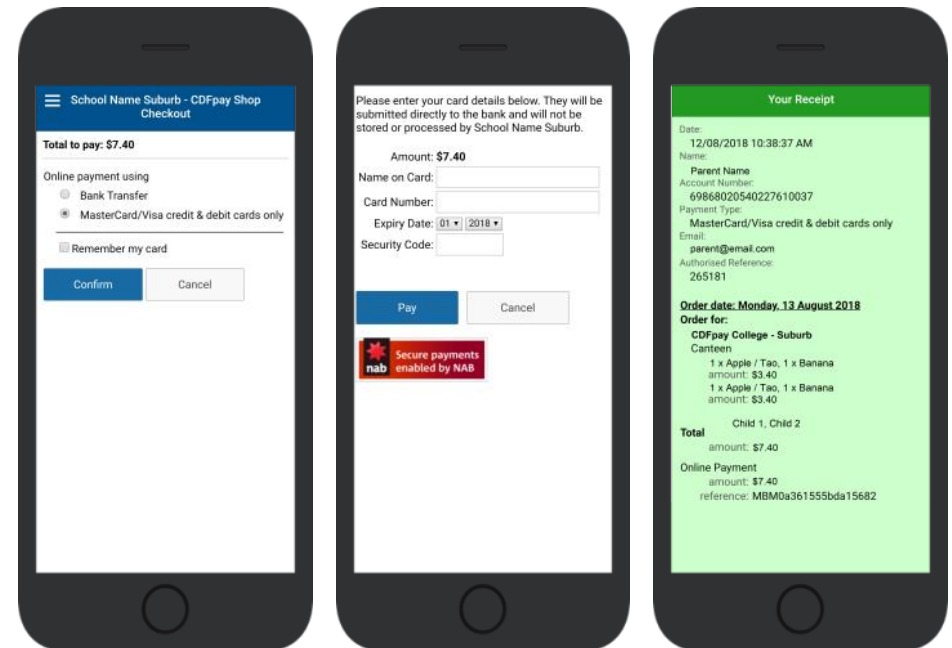 School Name Suburb - CDFpay Shop
Checkout
Total to pay: $7.40
Online payment using
Bank Transfer
MasterCard/Visa credit & debit cards only
Remember my card
Confirm Cancel
Please enter your card details below. They will be
submitted directly to the bank and will not be
stored or processed by School Name Suburb.
Amount: $7.40
Name on Card:
Card Number:
Expiry Date: 01 2018
Security Code:
Pay Cancel
nab Secure payments
enabled by NAB
Your Receipt
Date:
12/08/2018 10:38:37 AM
Name:
Parent Name
Account Number:
69868020540227610037
Payment Type:
MasterCard/Visa credit & debit cards only
Email:
parent@email.com
Authorised Reference:
265181
Order date: Monday, 13 August 2018
Order for:
CDFpay College - Suburb
Canteen
1 x Apple / Tao, 1 x Banana
amount: $3.40
1 x Apple / Tao, 1 x Banana
amount: $3.40
Child 1, Child 2
Total
amount: $7.40
Online Payment
amount: $7.40
reference: MBM0a361555bda15682